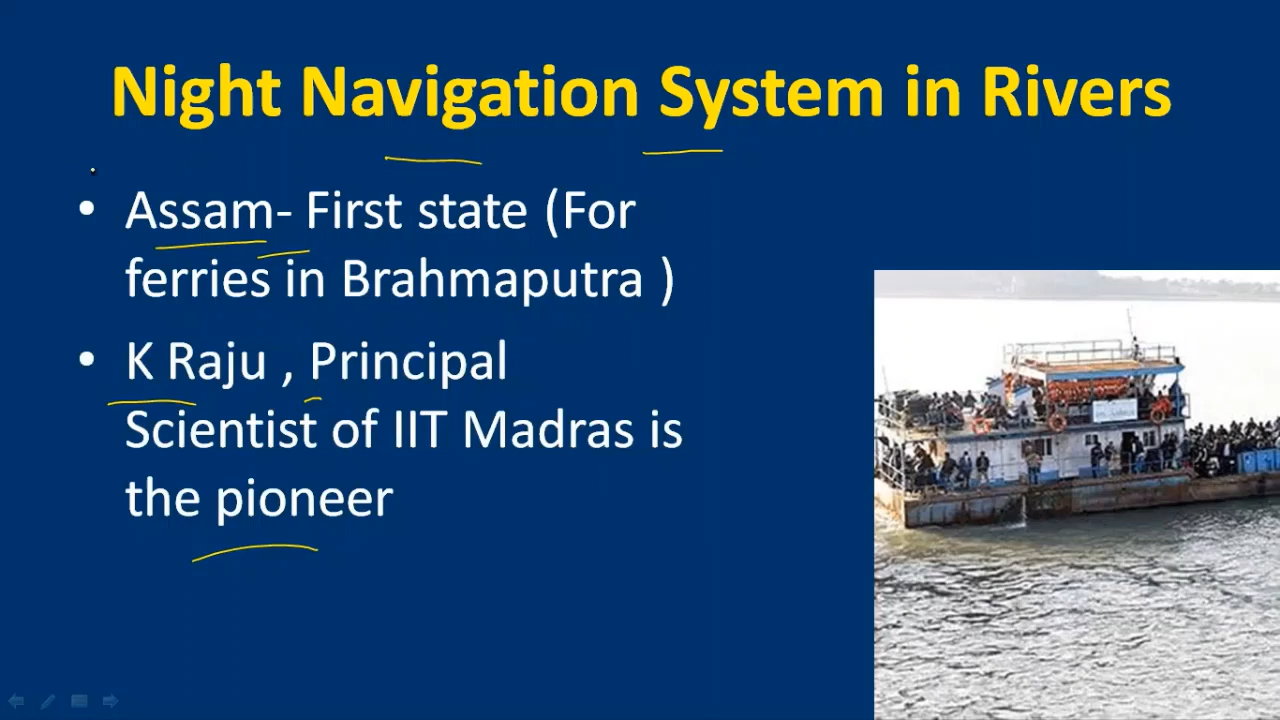 Night Navigation System in Rivers
• Assam- First state (For
ferries in Brahmaputra )
• K Raju , Principal
Scientist of IIT Madras is
the pioneer